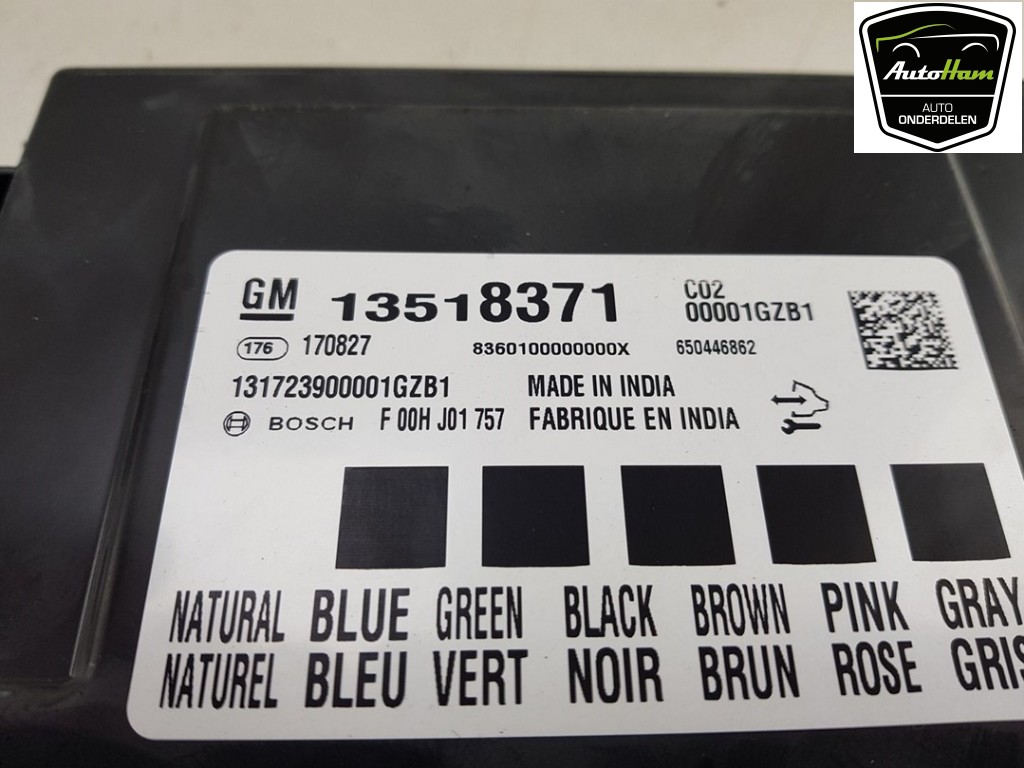 AutoHam
AUTO
ONDERDELEN
GM 13518371 C02
00001GZB1
176 170827 8360100000000X 650446862
131723900001GZB1 MADE IN INDIA
BOSCH F 00H J01 757 FABRIQUE EN INDIA
NATURAL BLUE GREEN BLACK BROWN PINK GRAY
NATUREL BLEU VERT NOIR BRUN ROSE GRIS